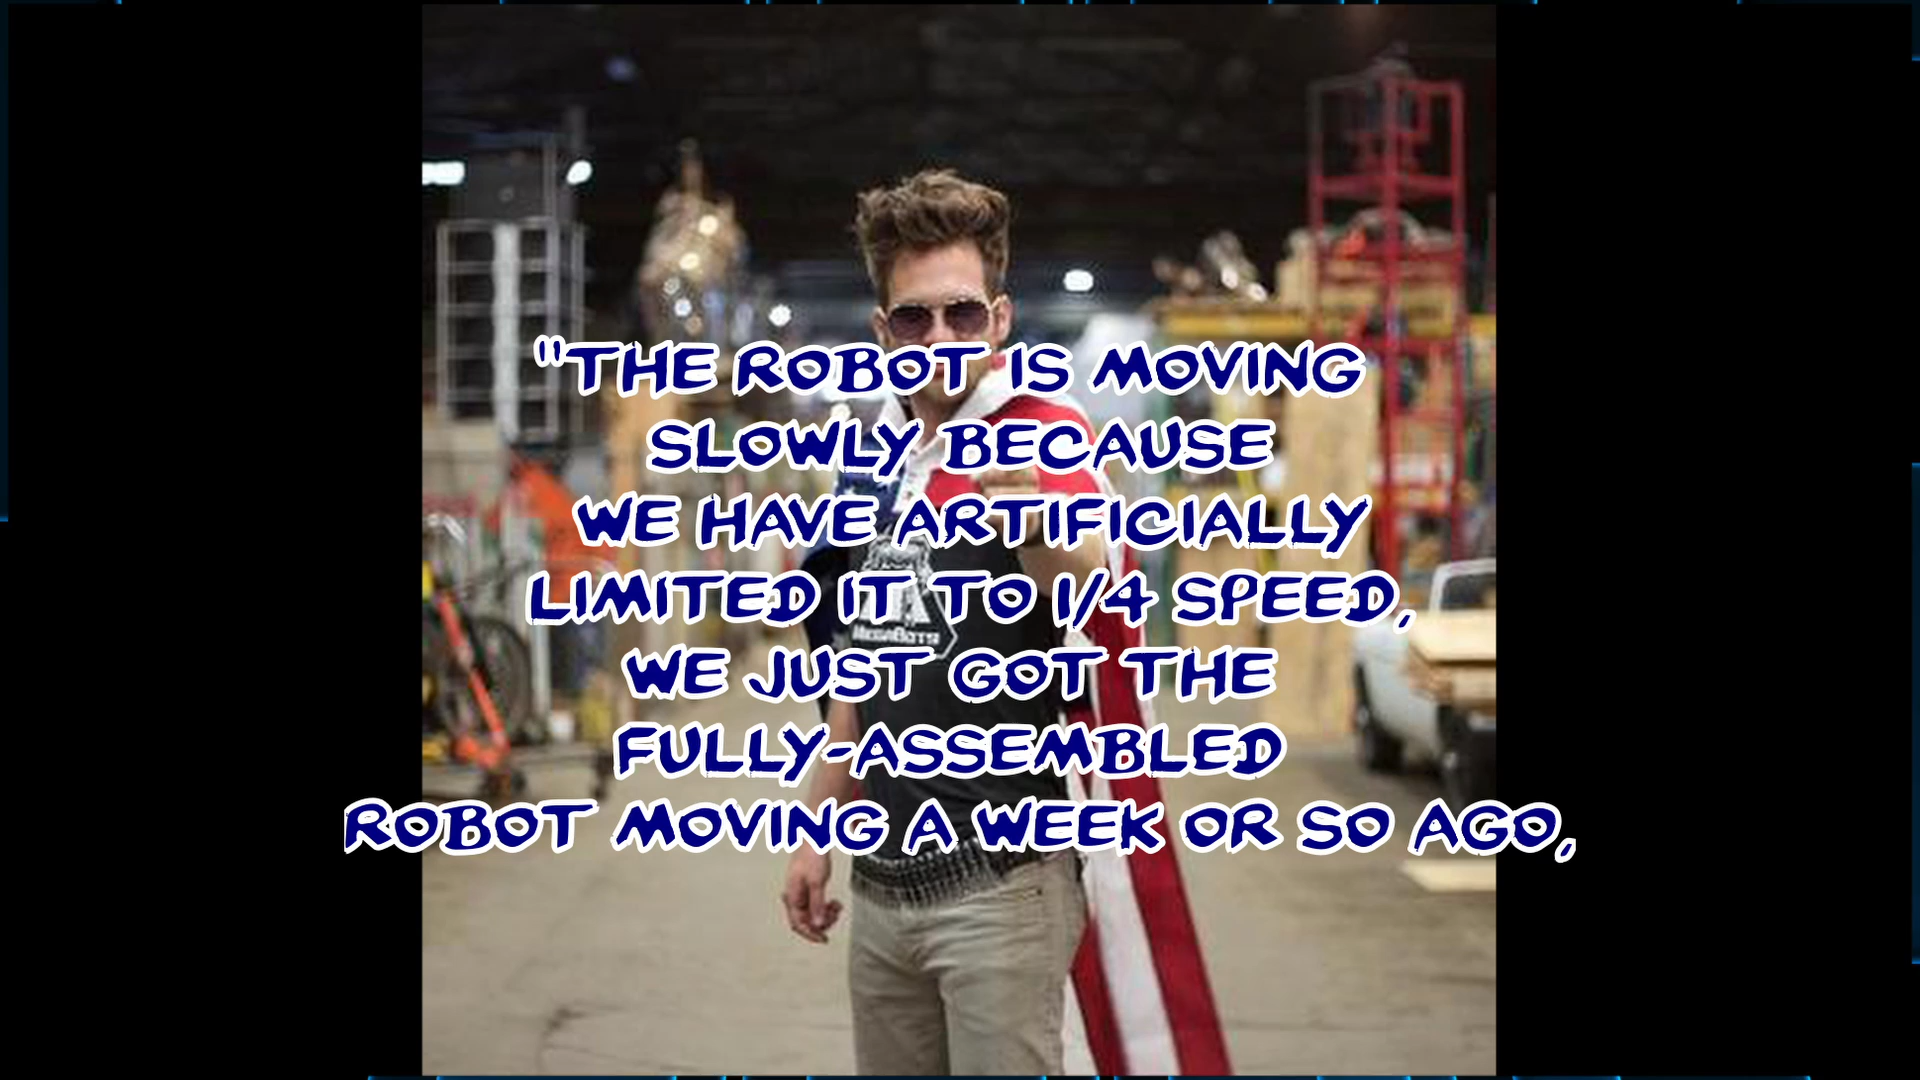 "THE ROBOT IS MOVING
SLOWLY BECAUSE
WE HAVE ARTIFICIALLY
LIMITED IT TO 1/4 SPEED,
MEGABOTS
WE JUST GOT THE
FULLY-ASSEMBLED
ROBOT MOVING A WEEK OR SO AGO,